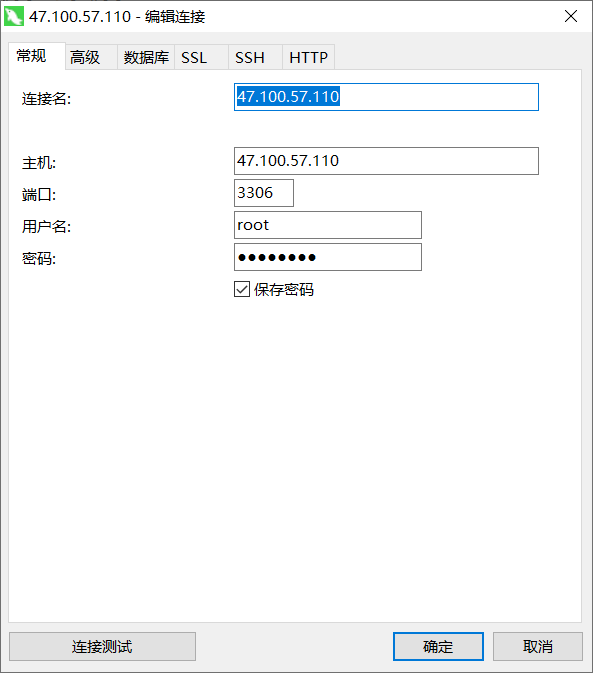 47.100.57.110 - 编辑连接
常规 高级 数据库 SSL SSH HTTP
连接名: 47.100.57.110
主机: 47.100.57.110
端口: 3306
用户名: root
密码: ●●●●●●●●
保存密码
连接测试 确定 取消